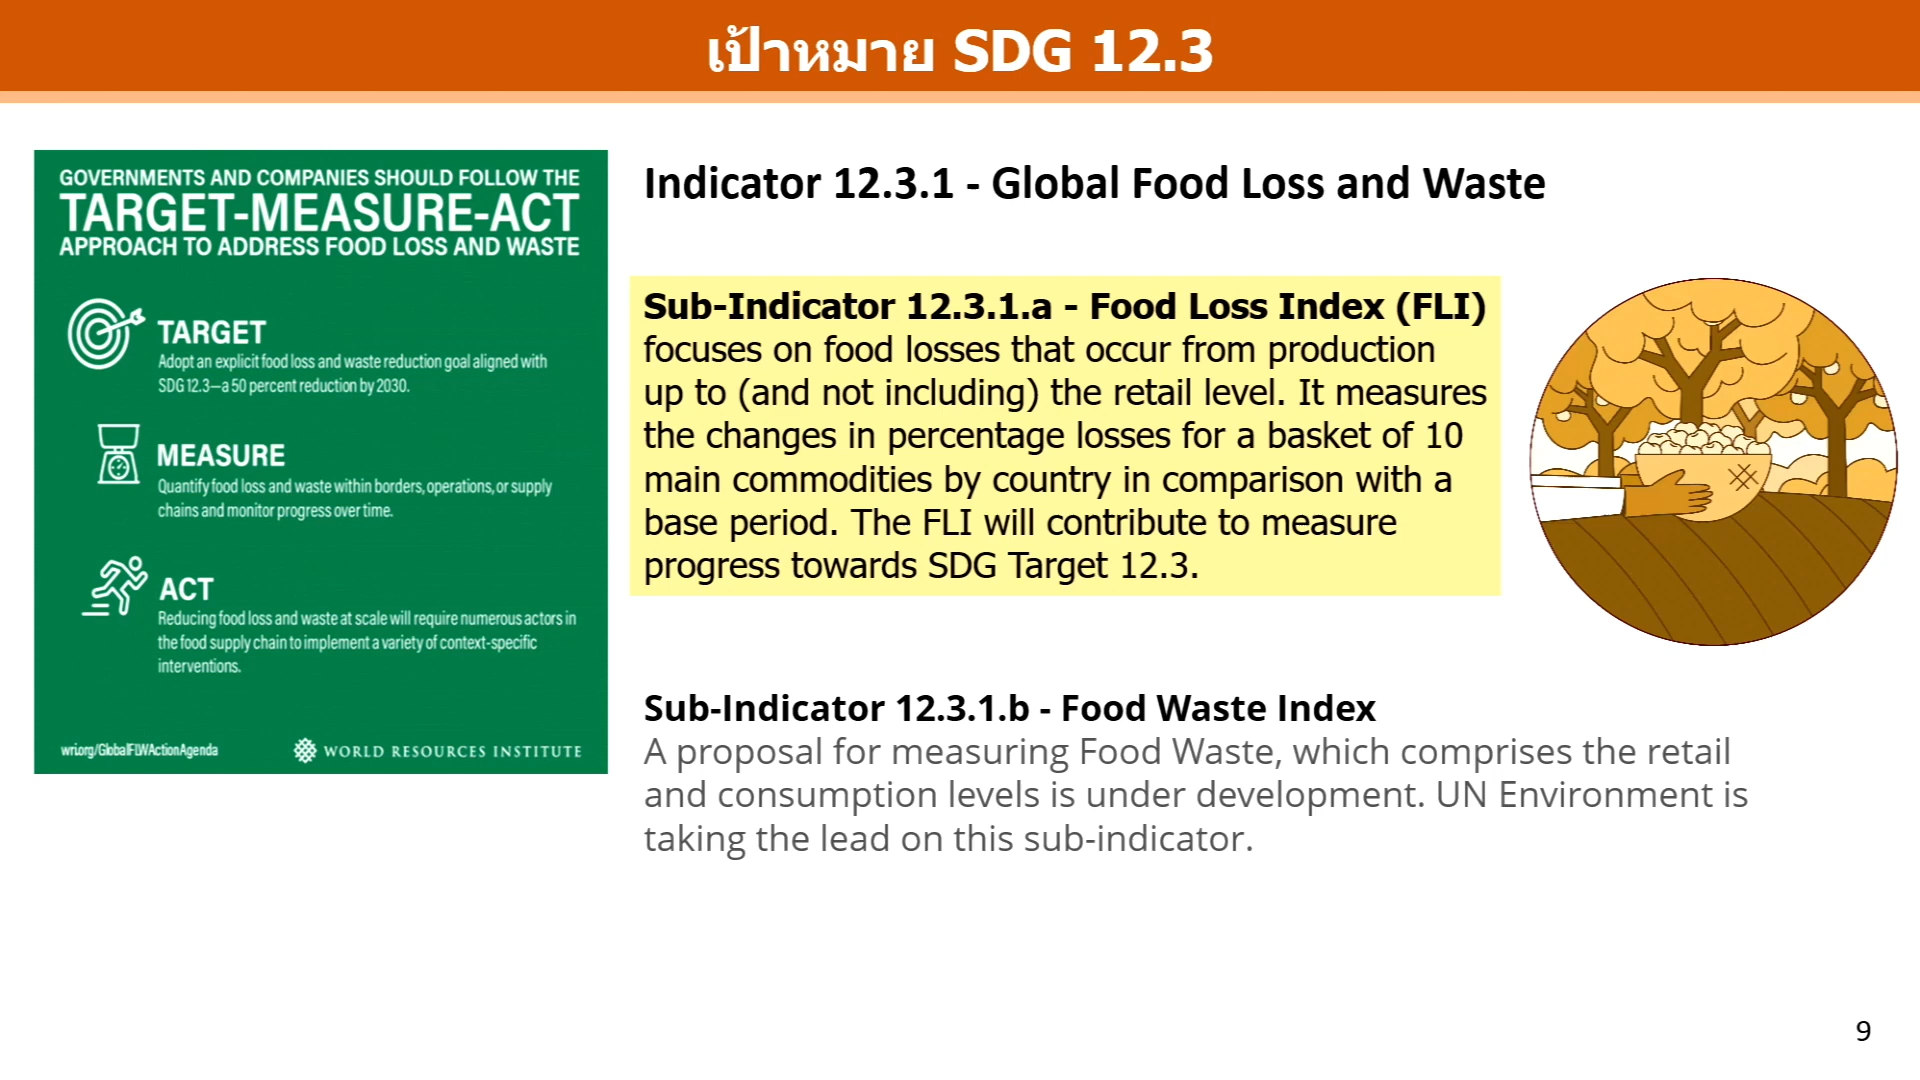 เป้าหมาย SDG 12.3
GOVERNMENTS AND COMPANIES SHOULD FOLLOW THE
TARGET-MEASURE-ACT
APPROACH TO ADDRESS FOOD LOSS AND WASTE
TARGET
Adopt an explicit food loss and waste reduction goal aligned with
SDG 12.3—a 50 percent reduction by 2030.
MEASURE
Quantify food loss and waste within borders, operations, or supply
chains and monitor progress over time.
ACT
Reducing food loss and waste at scale will require numerous actors in
the food supply chain to implement a variety of context-specific
interventions.
wri.org/GlobalFLWActionAgenda
WORLD RESOURCES INSTITUTE
Indicator 12.3.1 - Global Food Loss and Waste
Sub-Indicator 12.3.1.a - Food Loss Index (FLI)
focuses on food losses that occur from production
up to (and not including) the retail level. It measures
the changes in percentage losses for a basket of 10
main commodities by country in comparison with a
base period. The FLI will contribute to measure
progress towards SDG Target 12.3.
Sub-Indicator 12.3.1.b - Food Waste Index
A proposal for measuring Food Waste, which comprises the retail
and consumption levels is under development. UN Environment is
taking the lead on this sub-indicator.
9